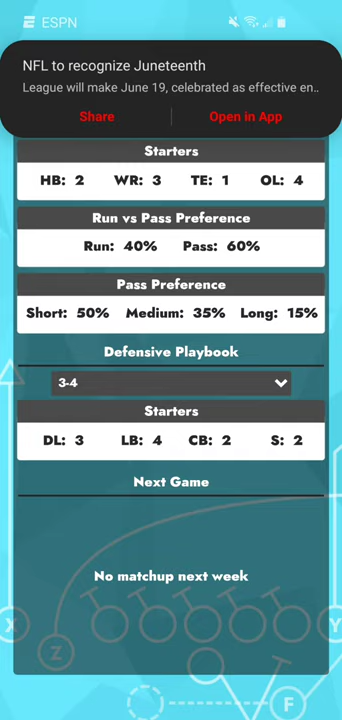 ESPN
NFL to recognize Juneteenth
League will make June 19, celebrated as effective en..
Share Open in App
Starters
HB: 2 WR: 3 TE: 1 OL: 4
Run vs Pass Preference
Run: 40% Pass: 60%
Pass Preference
Short: 50% Medium: 35% Long: 15%
Defensive Playbook
3-4
Starters
DL: 3 LB: 4 CB: 2 S: 2
Next Game
No matchup next week
X Y
Z
F